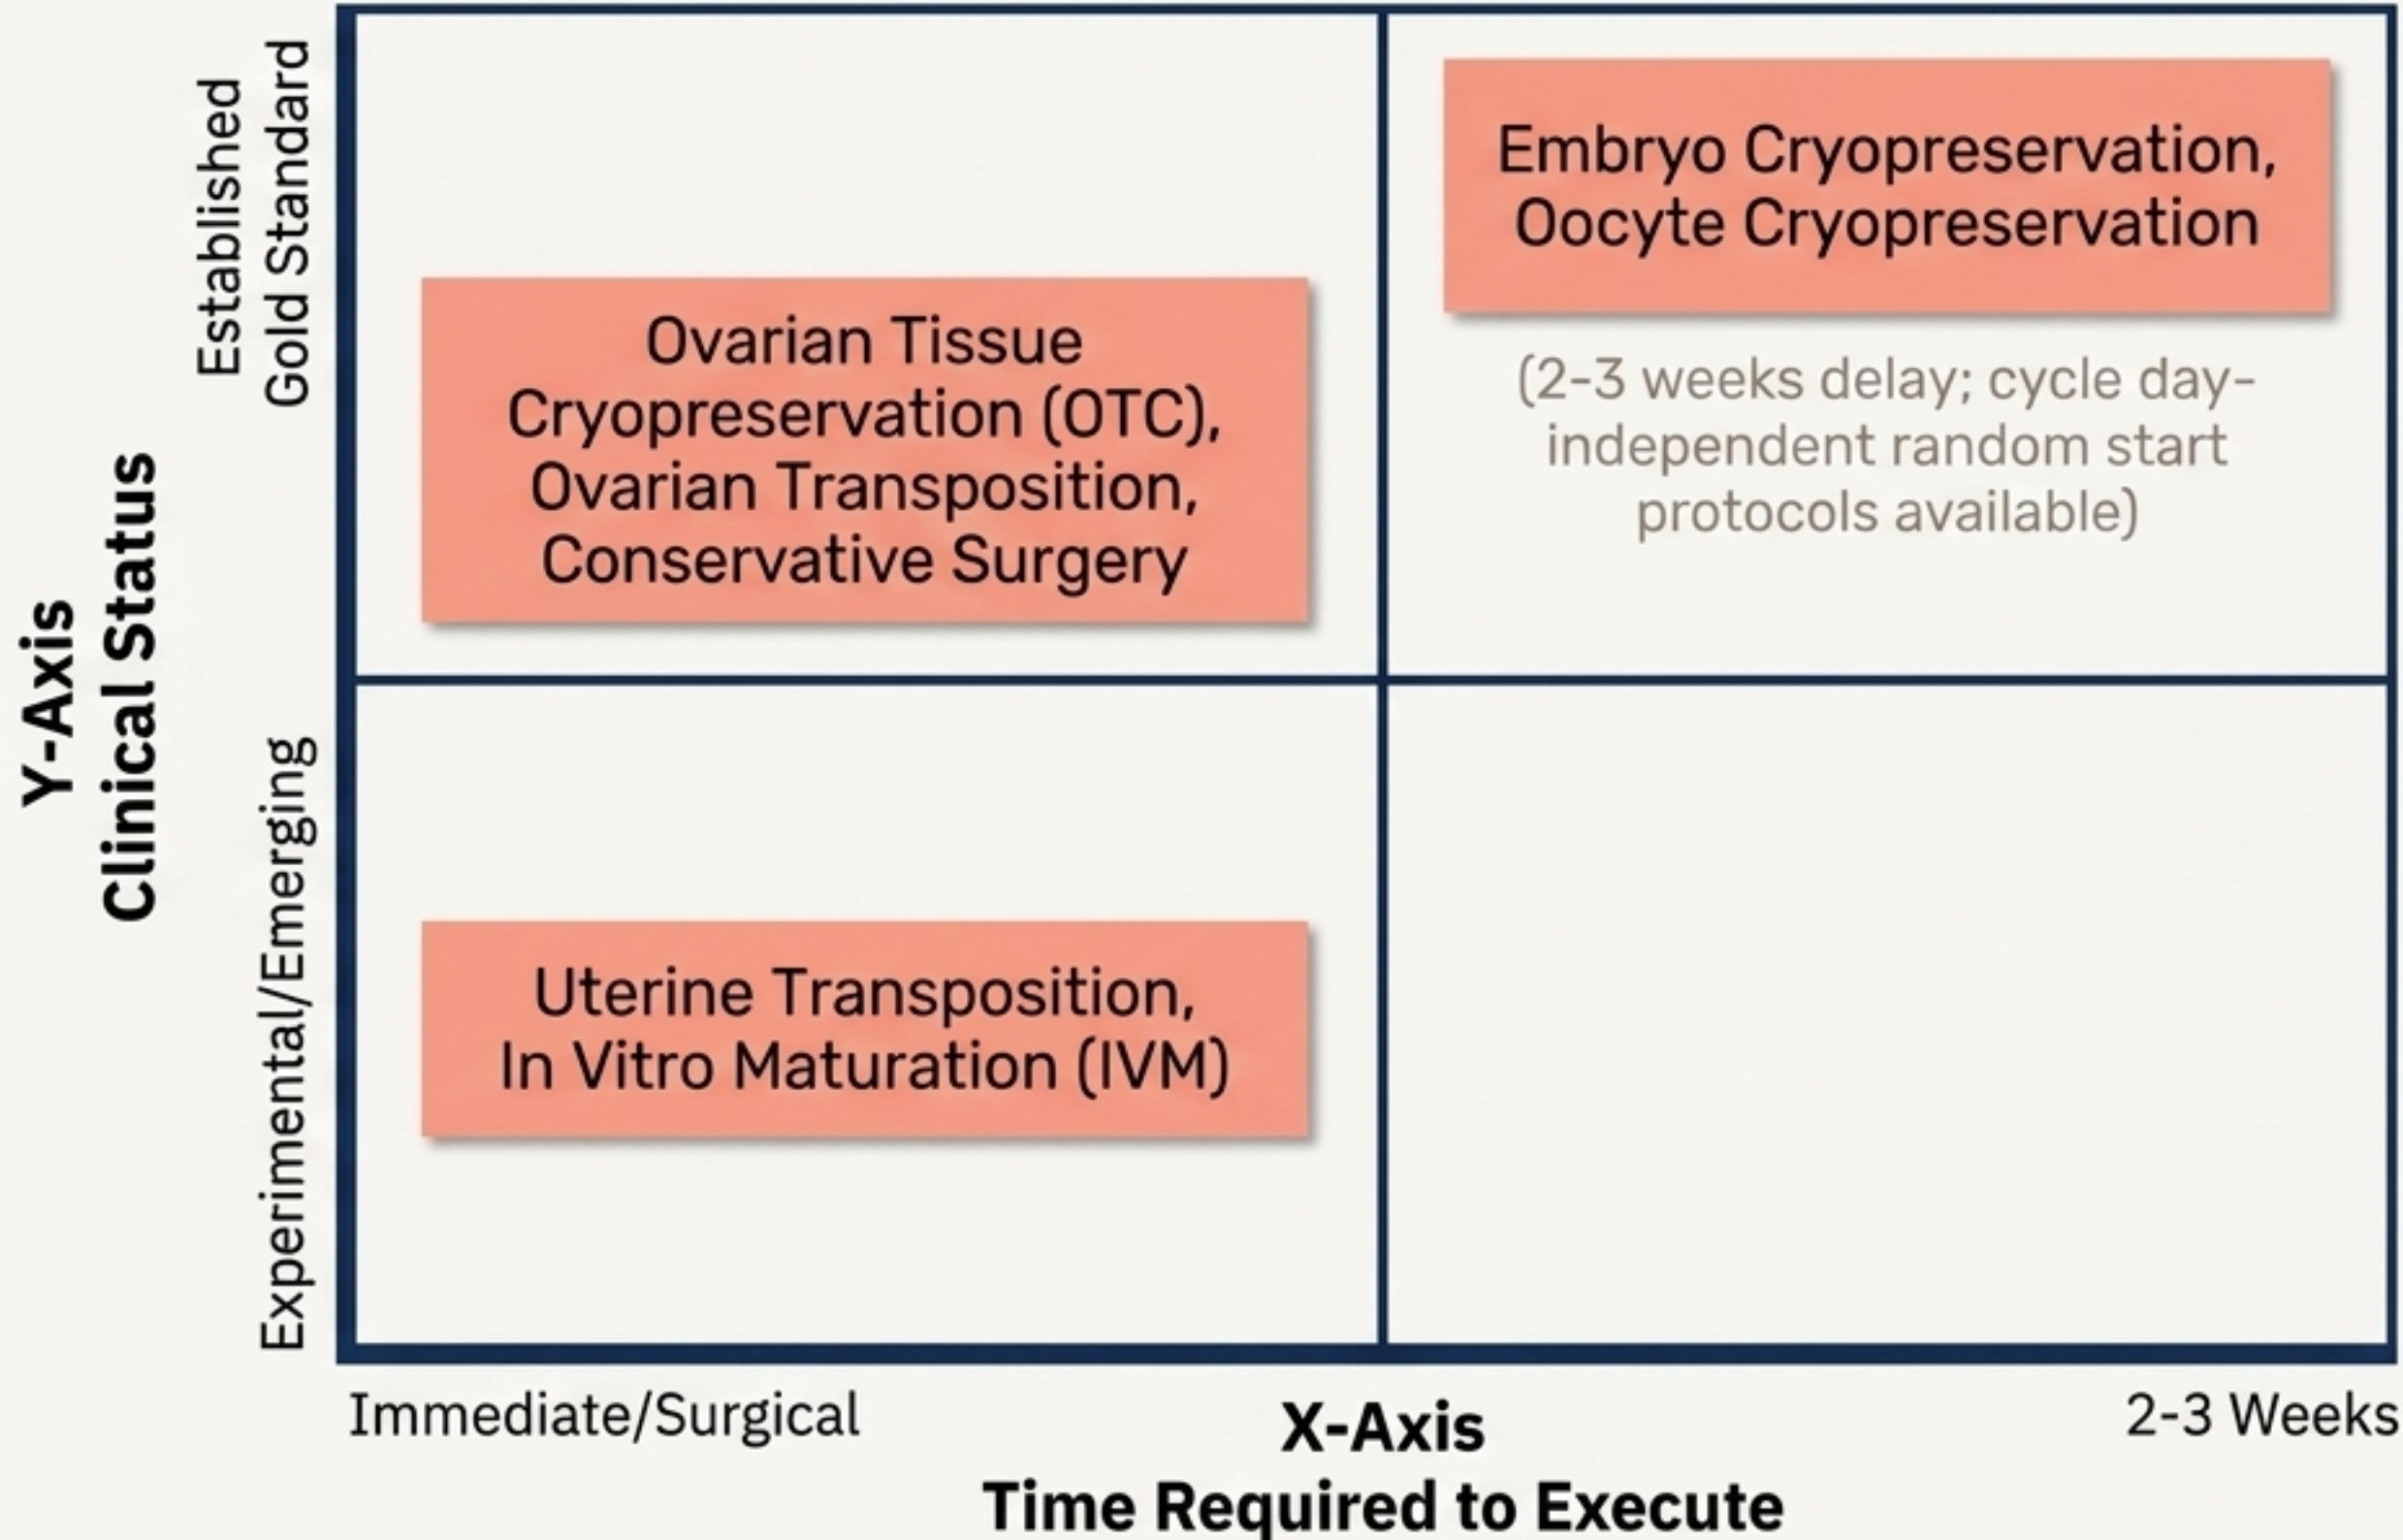 Y-Axis
Clinical Status
Established
Gold Standard
Experimental/Emerging
Ovarian Tissue
Cryopreservation (OTC),
Ovarian Transposition,
Conservative Surgery
Embryo Cryopreservation,
Oocyte Cryopreservation
(2-3 weeks delay; cycle day-
independent random start
protocols available)
Uterine Transposition,
In Vitro Maturation (IVM)
Immediate/Surgical
X-Axis
Time Required to Execute
2-3 Weeks